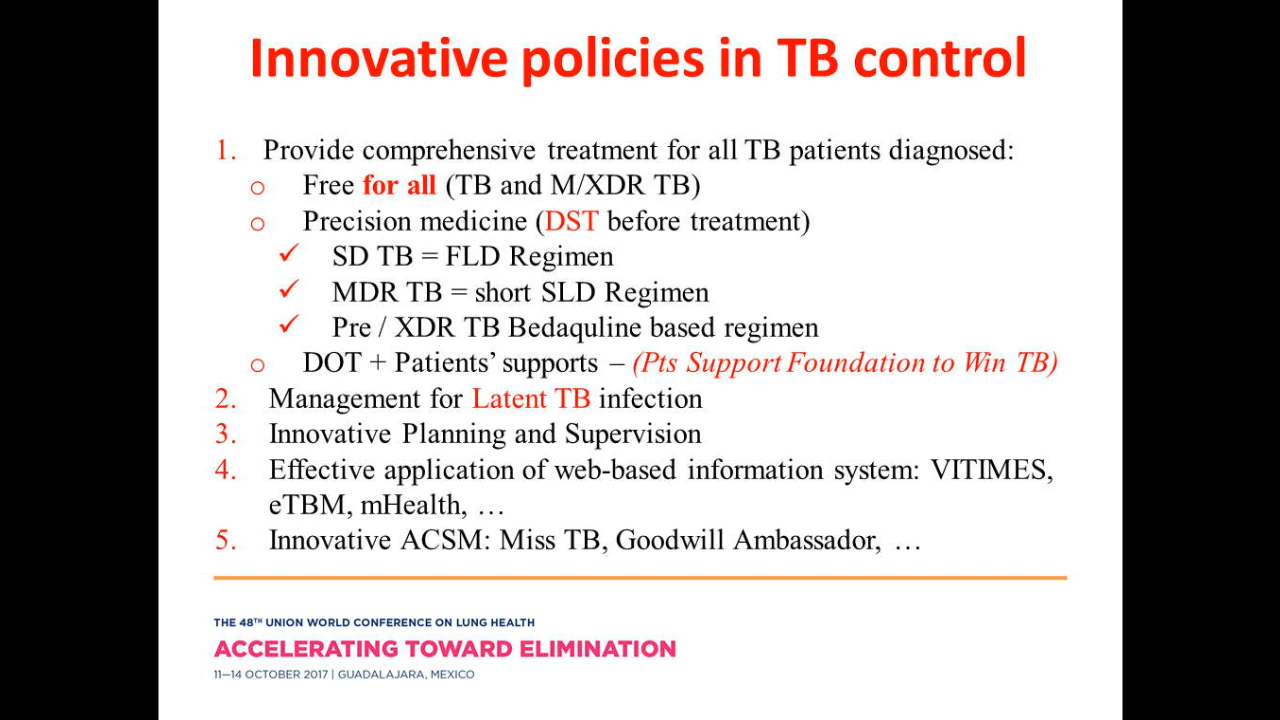 Innovative policies in TB control
1. Provide comprehensive treatment for all TB patients diagnosed:
o Free for all (TB and M/XDR TB)
o Precision medicine (DST before treatment)
✓ SD TB = FLD Regimen
✓ MDR TB = short SLD Regimen
✓ Pre / XDR TB Bedaquline based regimen
o DOT + Patients' supports – (Pts Support Foundation to Win TB)
2. Management for Latent TB infection
3. Innovative Planning and Supervision
4. Effective application of web-based information system: VITIMES,
eTBM, mHealth, …
5. Innovative ACSM: Miss TB, Goodwill Ambassador, …
THE 48TH UNION WORLD CONFERENCE ON LUNG HEALTH
ACCELERATING TOWARD ELIMINATION
11–14 OCTOBER 2017 | GUADALAJARA, MEXICO